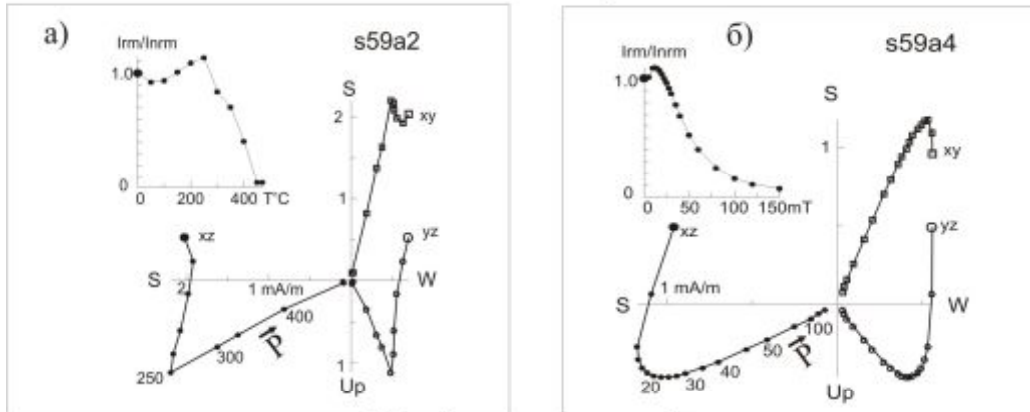 а)
s59a2
Irm/Inrm
1.0
0
0 200 400 T°C
S
2
xy
1
xz
yz
S
2
1 mA/m
W
400
300
P
250
1
Up
б)
s59a4
Irm/Inrm
1.0
0
0 50 100 150mT
S
1
xy
xz
yz
S
1 mA/m
W
100
50
P
40
30
20
Up